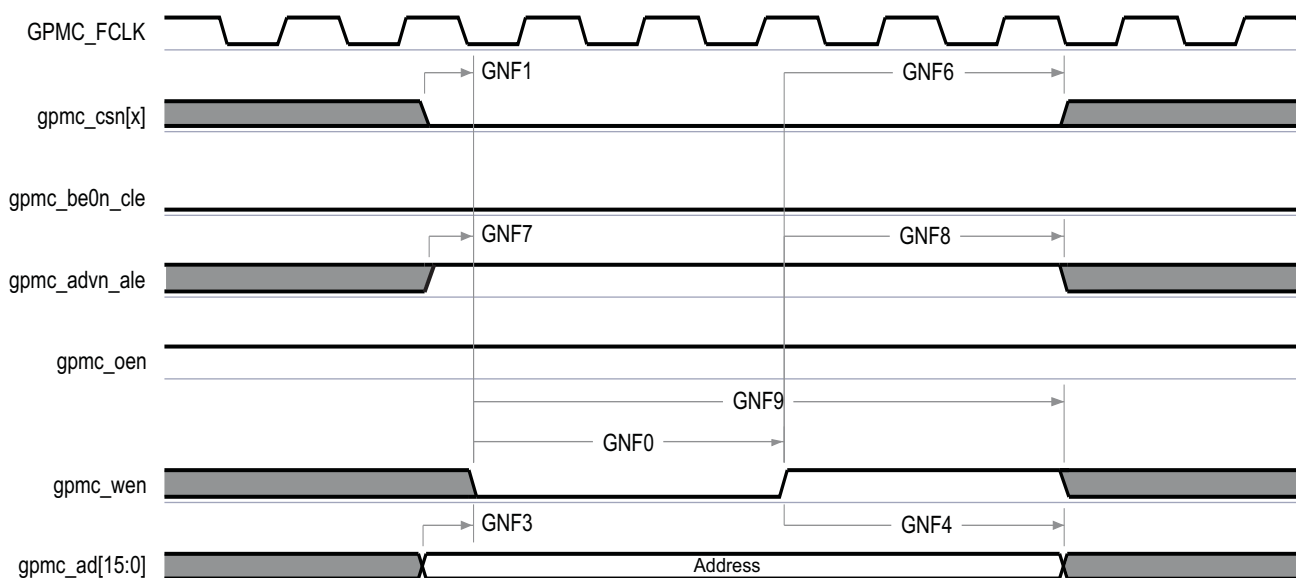 GPMC_FCLK
GNF1
GNF6
gpmc_csn[x]
gpmc_be0n_cle
GNF7
GNF8
gpmc_advn_ale
gpmc_oen
GNF9
GNF0
gpmc_wen
GNF3
GNF4
gpmc_ad[15:0]
Address